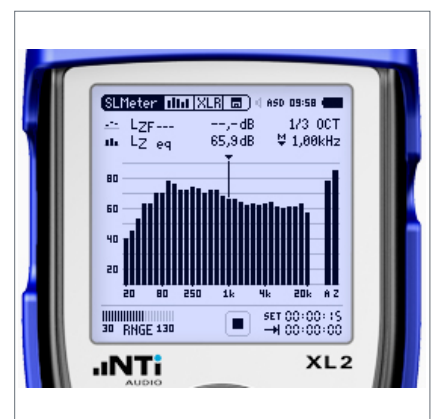 SLMeter XLR ASD 09:58
LZF--- --,-dB 1/3 OCT
LZ eq 65,9dB M 1,00kHz
80
60
40
20
20 80 250 1k 4k 20k A Z
30 RNGE 130
SET 00:00:15
00:00:00
NTi
AUDIO
XL2